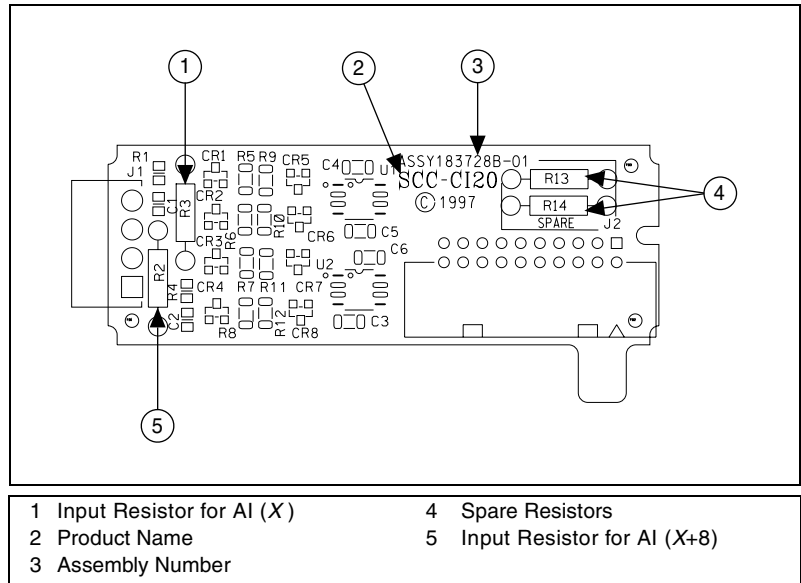 1
2
3
R1
J1
C1
R3
R2
R4
C2
CR1
R5
R9
CR5
C4
U1
ASSY183728B-01
SCC-CI20
© 1997
R13
R14
SPARE
J2
4
CR2
CR3
R6
R10
CR6
C5
C6
U2
CR4
R7
R11
CR7
R8
R12
CR8
C3
5
1 Input Resistor for AI (X)
2 Product Name
3 Assembly Number
4 Spare Resistors
5 Input Resistor for AI (X+8)